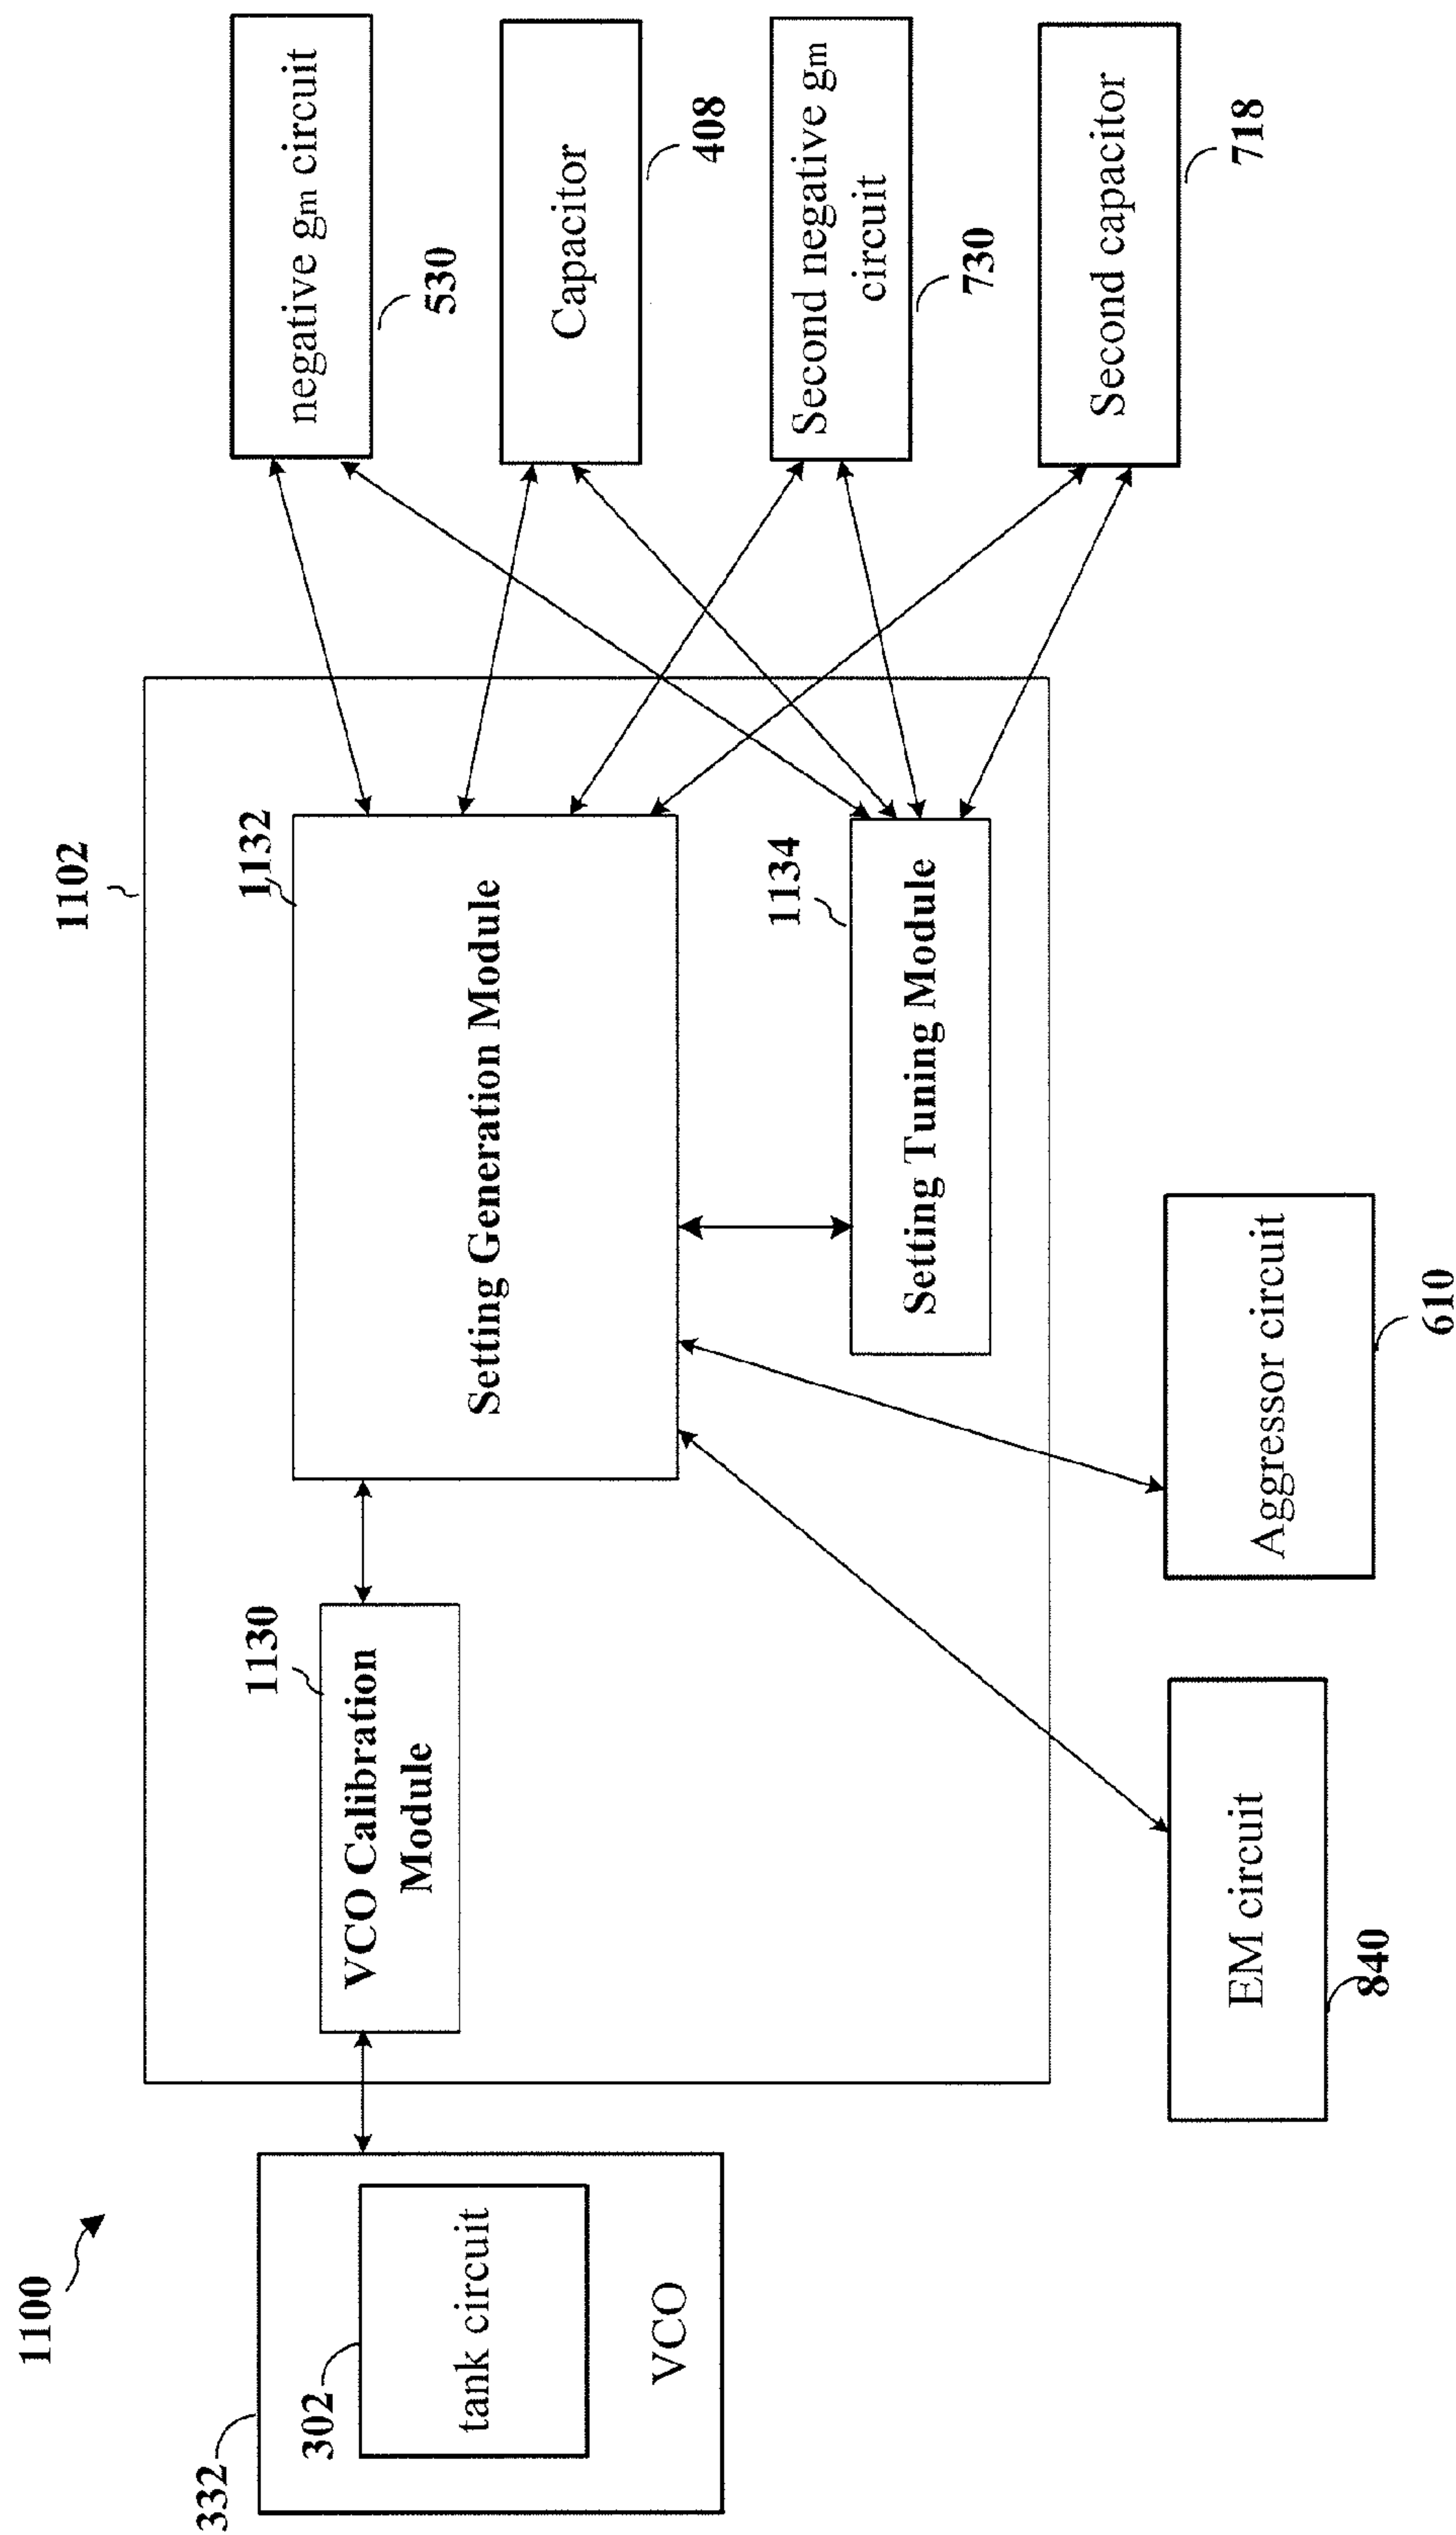 1100
332
302
tank circuit
VCO
1102
1130
VCO Calibration
Module
1132
Setting Generation Module
1134
Setting Tuning Module
negative gm circuit
530
Capacitor
408
Second negative gm
circuit
730
Second capacitor
718
EM circuit
840
Aggressor circuit
610